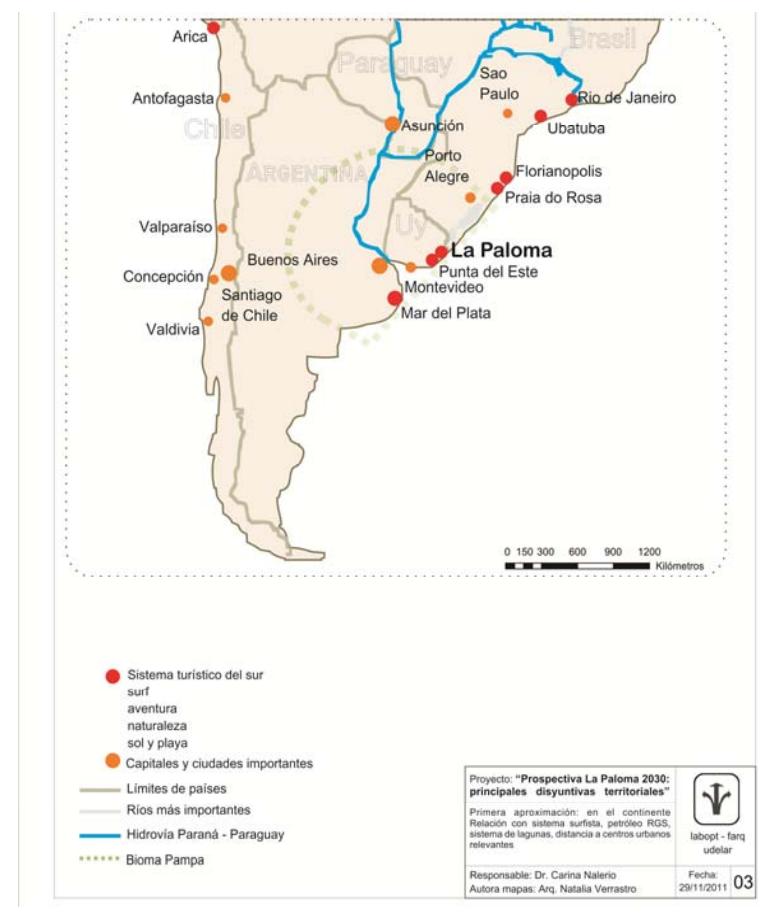 Brasil
Arica
Paraguay
Sao
Paulo
Antofagasta
Rio de Janeiro
Chile
Asunción
Ubatuba
Porto
Alegre
Florianopolis
ARGENTINA
Praia do Rosa
Uy
Valparaíso
La Paloma
Buenos Aires
Punta del Este
Concepción
Montevideo
Santiago
de Chile
Mar del Plata
Valdivia
0 150 300 600 900 1200
Kilómetros
Sistema turístico del sur
surf
aventura
naturaleza
sol y playa
Capitales y ciudades importantes
Límites de países
Ríos más importantes
Hidrovía Paraná - Paraguay
Bioma Pampa
Proyecto: “Prospectiva La Paloma 2030:
principales disyuntivas territoriales”
Primera aproximación: en el continente
Relación con sistema surfista, petróleo RGS,
sistema de lagunas, distancia a centros urbanos
relevantes
labopt - farq
udelar
Responsable: Dr. Carina Nalerio
Autora mapas: Arq. Natalia Verrastro
Fecha:
29/11/2011
03